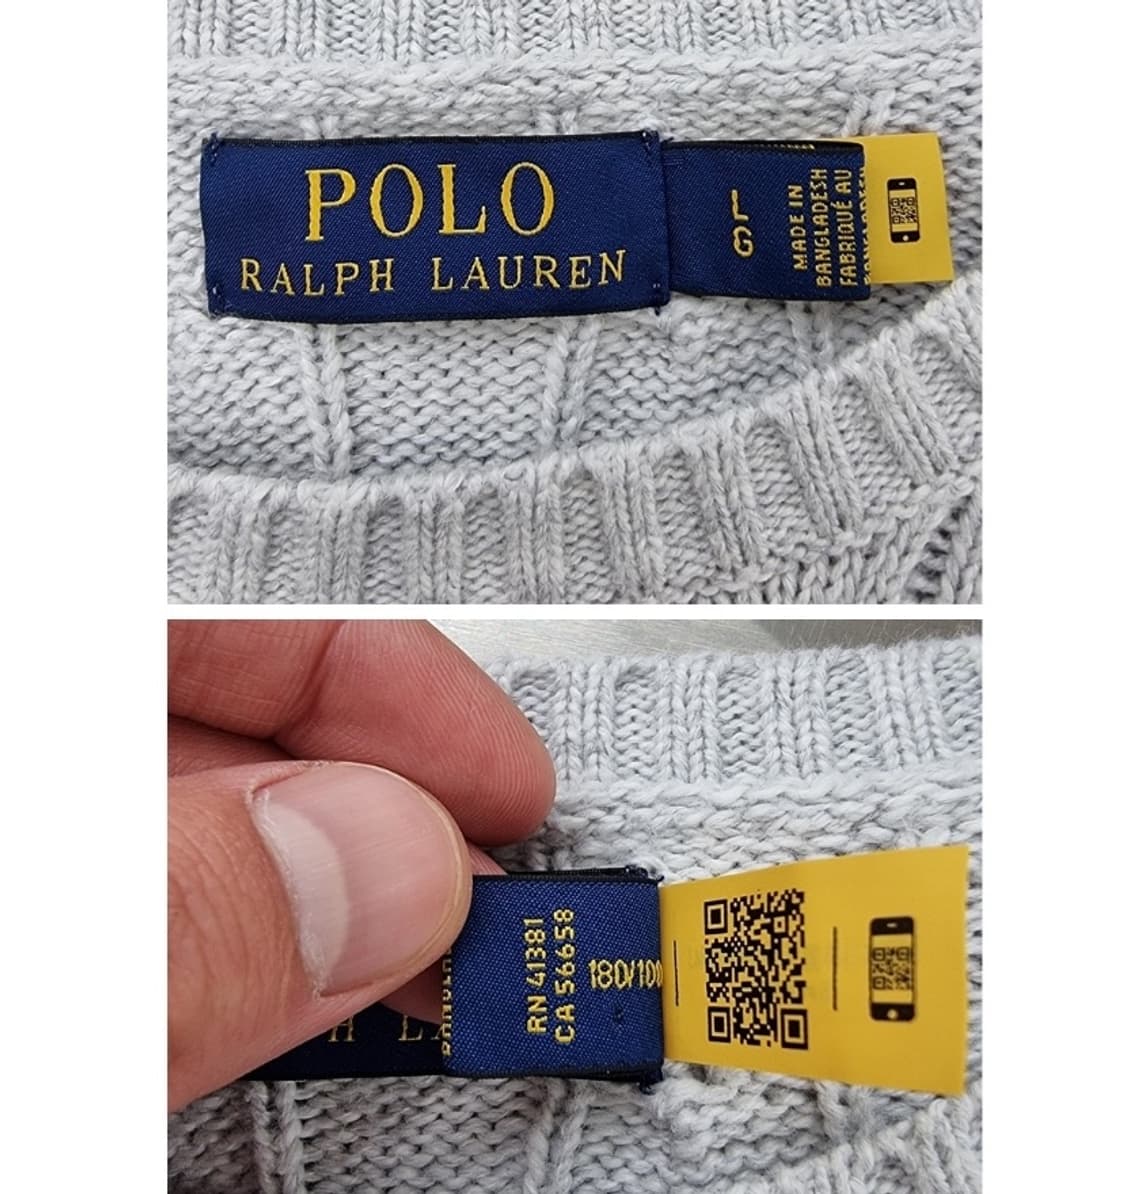 POLO
RALPH LAUREN
G L
MADE IN
BANGLADESH
FABRIQUÉ AU
RN 41381
CA 56658
180/100